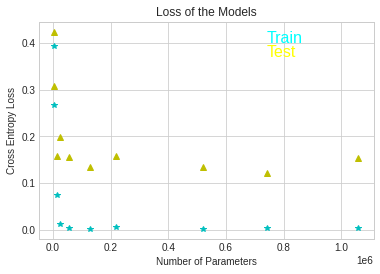 Loss of the Models
Train
Test
Cross Entropy Loss
0.4
0.3
0.2
0.1
0.0
0.0 0.2 0.4 0.6 0.8 1.0
1e6
Number of Parameters